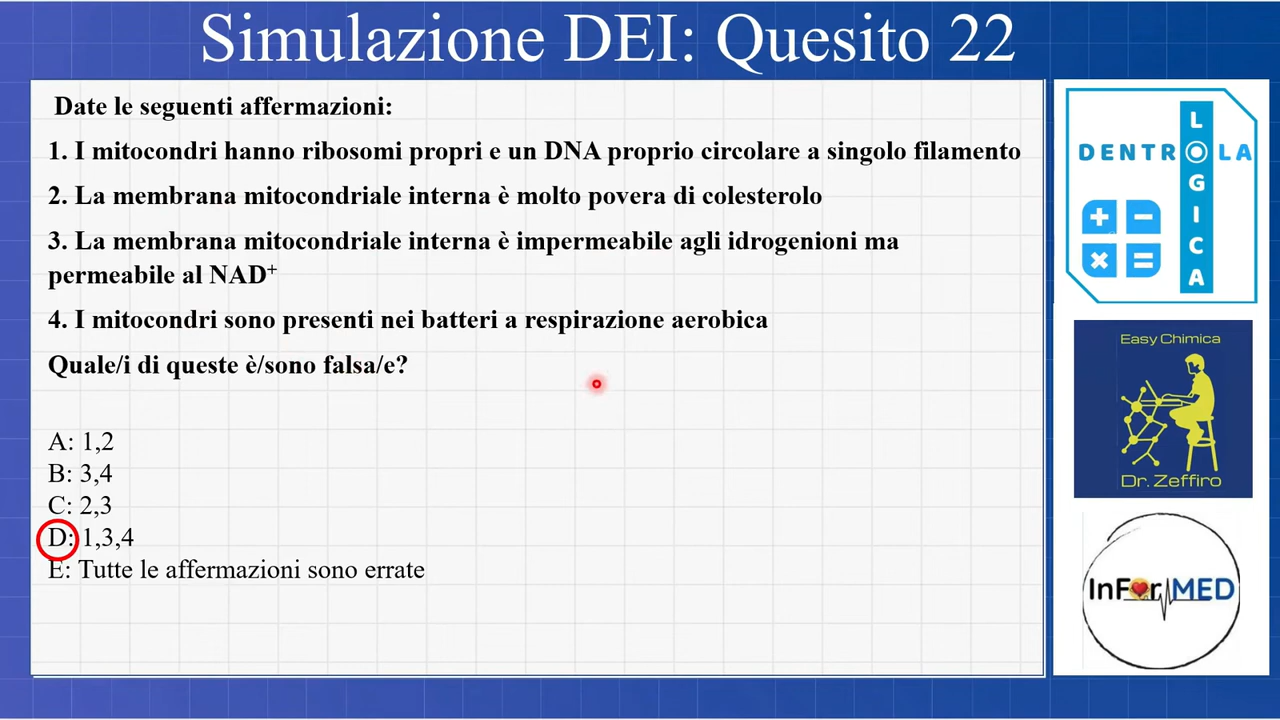 Simulazione DEI: Quesito 22
Date le seguenti affermazioni:
1. I mitocondri hanno ribosomi propri e un DNA proprio circolare a singolo filamento
2. La membrana mitocondriale interna è molto povera di colesterolo
3. La membrana mitocondriale interna è impermeabile agli idrogenioni ma
permeabile al NAD⁺
4. I mitocondri sono presenti nei batteri a respirazione aerobica
Quale/i di queste è/sono falsa/e?
A: 1,2
B: 3,4
C: 2,3
D: 1,3,4
E: Tutte le affermazioni sono errate
DENTRO LA
LOGICA
Easy Chimica
Dr. Zeffiro
InForMED